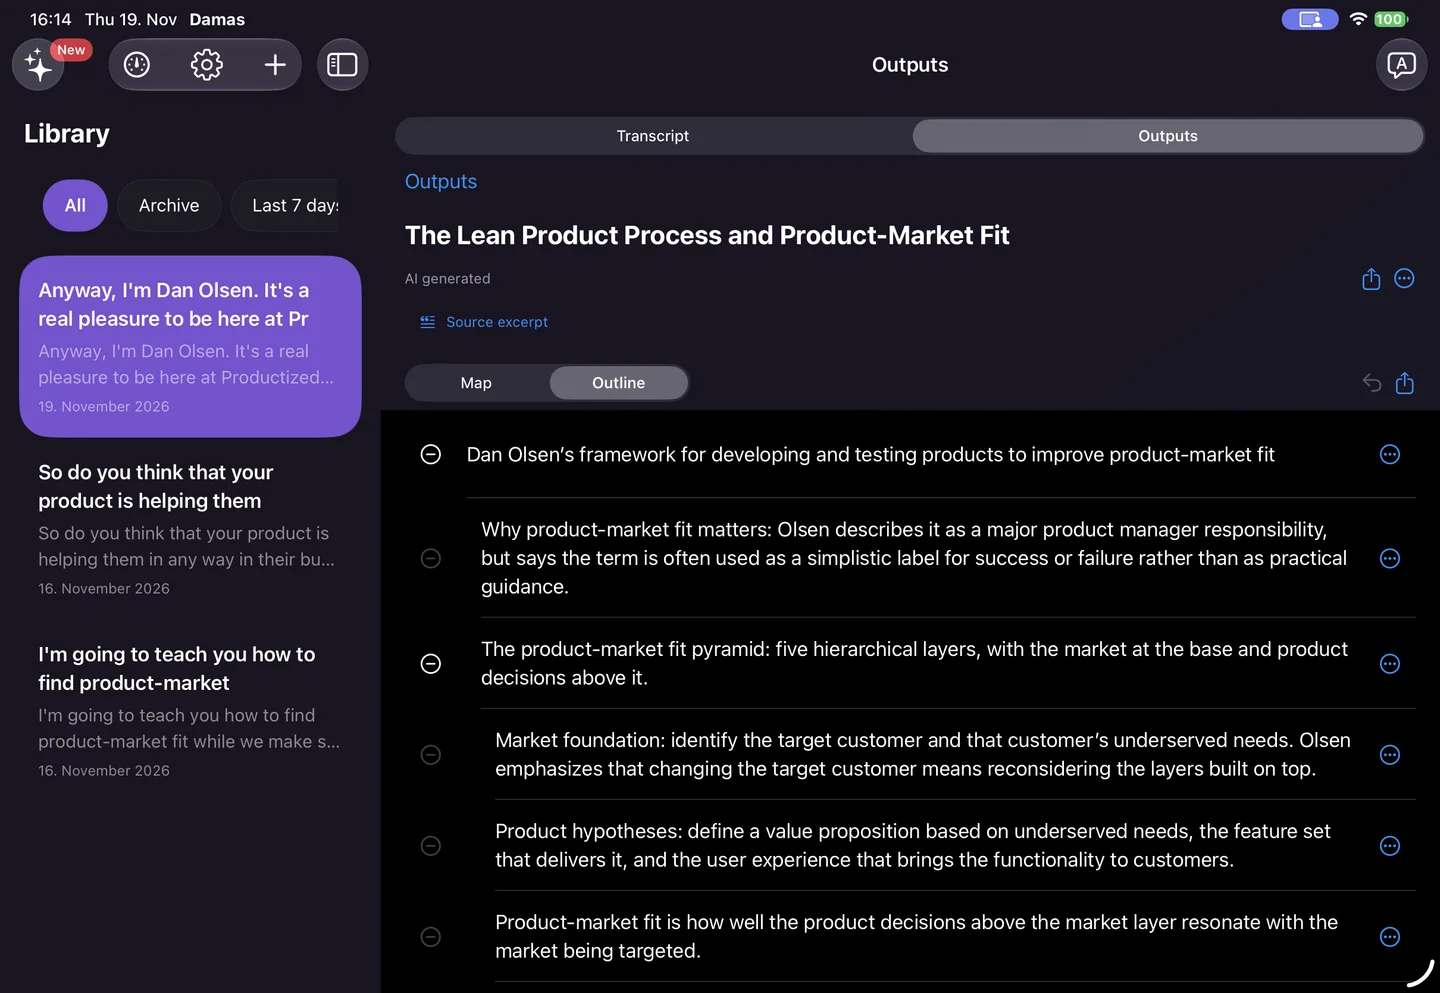 16:14 Thu 19. Nov Damas
100
New
Outputs
A
Library
All
Archive
Last 7 days
Anyway, I'm Dan Olsen. It's a
real pleasure to be here at Pr
Anyway, I'm Dan Olsen. It's a real
pleasure to be here at Productized...
19. November 2026
So do you think that your
product is helping them
So do you think that your product is
helping them in any way in their bu...
16. November 2026
I'm going to teach you how to
find product-market
I'm going to teach you how to find
product-market fit while we make s...
16. November 2026
Transcript
Outputs
Outputs
The Lean Product Process and Product-Market Fit
AI generated
Source excerpt
Map
Outline
Dan Olsen’s framework for developing and testing products to improve product-market fit
Why product-market fit matters: Olsen describes it as a major product manager responsibility,
but says the term is often used as a simplistic label for success or failure rather than as practical
guidance.
The product-market fit pyramid: five hierarchical layers, with the market at the base and product
decisions above it.
Market foundation: identify the target customer and that customer’s underserved needs. Olsen
emphasizes that changing the target customer means reconsidering the layers built on top.
Product hypotheses: define a value proposition based on underserved needs, the feature set
that delivers it, and the user experience that brings the functionality to customers.
Product-market fit is how well the product decisions above the market layer resonate with the
market being targeted.